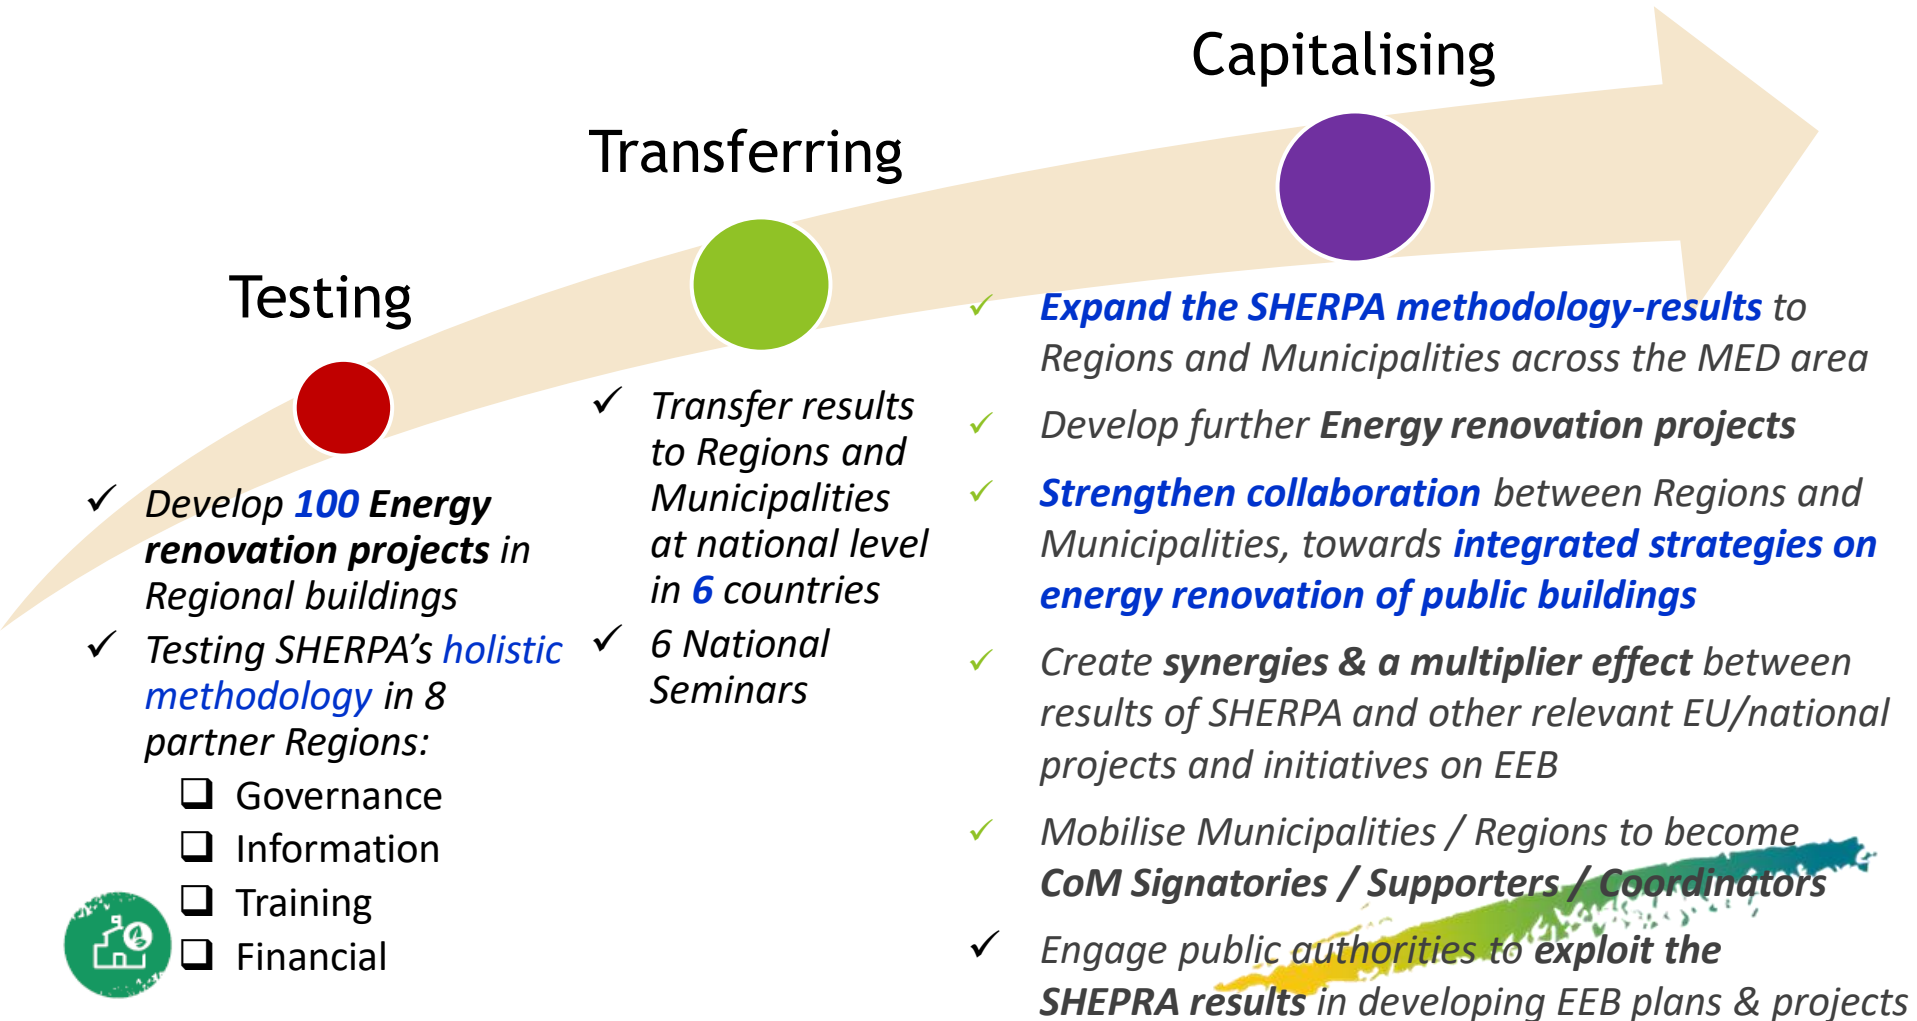 Testing
✓ Develop 100 Energy
renovation projects in
Regional buildings
✓ Testing SHERPA’s holistic
methodology in 8
partner Regions:
❑ Governance
❑ Information
❑ Training
❑ Financial
Transferring
✓ Transfer results
to Regions and
Municipalities
at national level
in 6 countries
✓ 6 National
Seminars
Capitalising
✓ Expand the SHERPA methodology-results to
Regions and Municipalities across the MED area
✓ Develop further Energy renovation projects
✓ Strengthen collaboration between Regions and
Municipalities, towards integrated strategies on
energy renovation of public buildings
✓ Create synergies & a multiplier effect between
results of SHERPA and other relevant EU/national
projects and initiatives on EEB
✓ Mobilise Municipalities / Regions to become
CoM Signatories / Supporters / Coordinators
✓ Engage public authorities to exploit the
SHEPRA results in developing EEB plans & projects